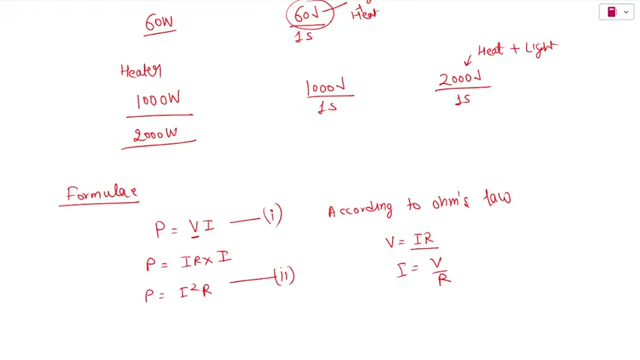 60W 60J
1s Heat
Heat + Light
Heater
1000W 1000J 2000J
1s 1s
2000W
Formulae
According to ohm's law
P = VI (i)
V = IR
P = IR x I
I = V
R
P = I²R (ii)